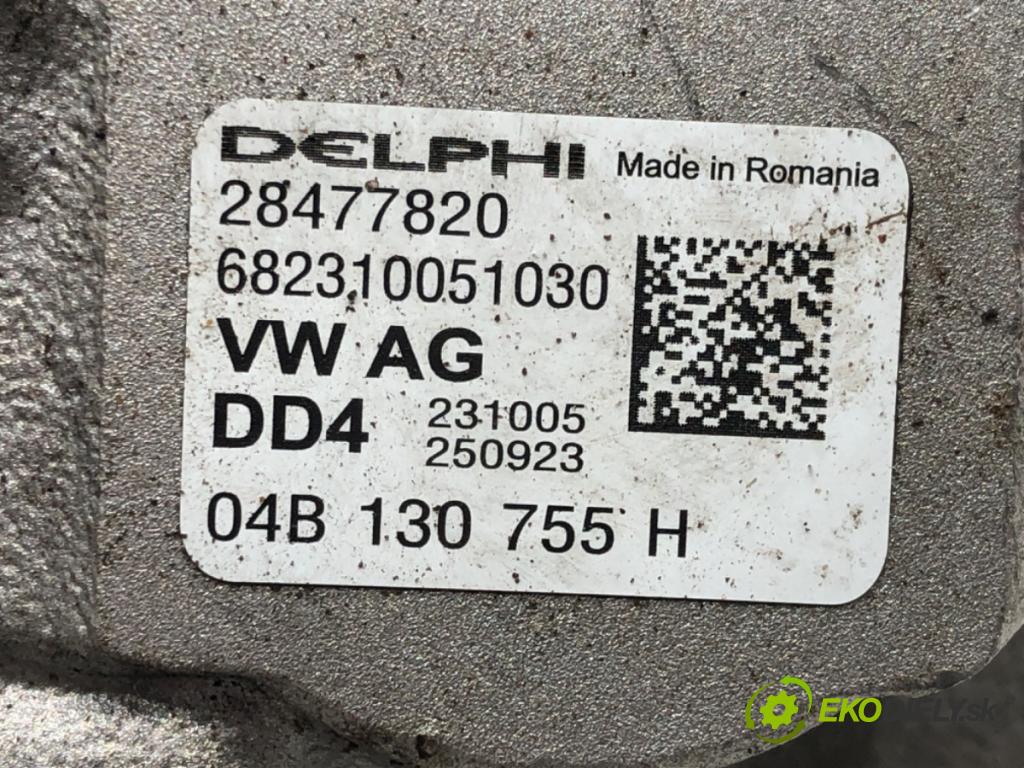 DELPHI Made in Romania
28477820
682310051030
VW AG
DD4 231005
250923
04B 130 755 H
EKODIELY.sk